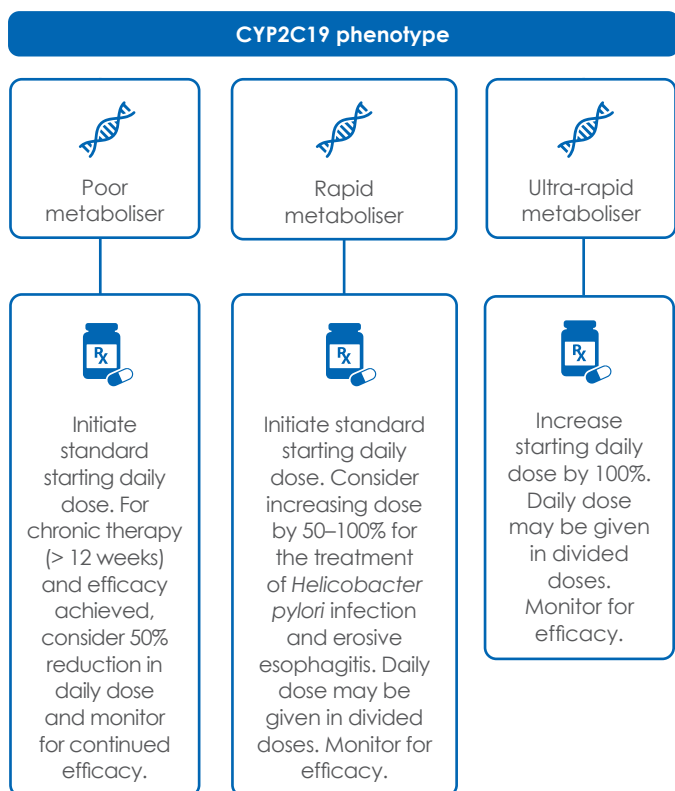 CYP2C19 phenotype
Poor
metaboliser
Rapid
metaboliser
Ultra-rapid
metaboliser
Rx
Initiate
standard
starting daily
dose. For
chronic therapy
(> 12 weeks)
and efficacy
achieved,
consider 50%
reduction in
daily dose
and monitor
for continued
efficacy.
Rx
Initiate standard
starting daily
dose. Consider
increasing dose
by 50–100% for
the treatment
of Helicobacter
pylori infection
and erosive
esophagitis. Daily
dose may be
given in divided
doses. Monitor for
efficacy.
Rx
Increase
starting daily
dose by 100%.
Daily dose
may be given
in divided
doses.
Monitor for
efficacy.